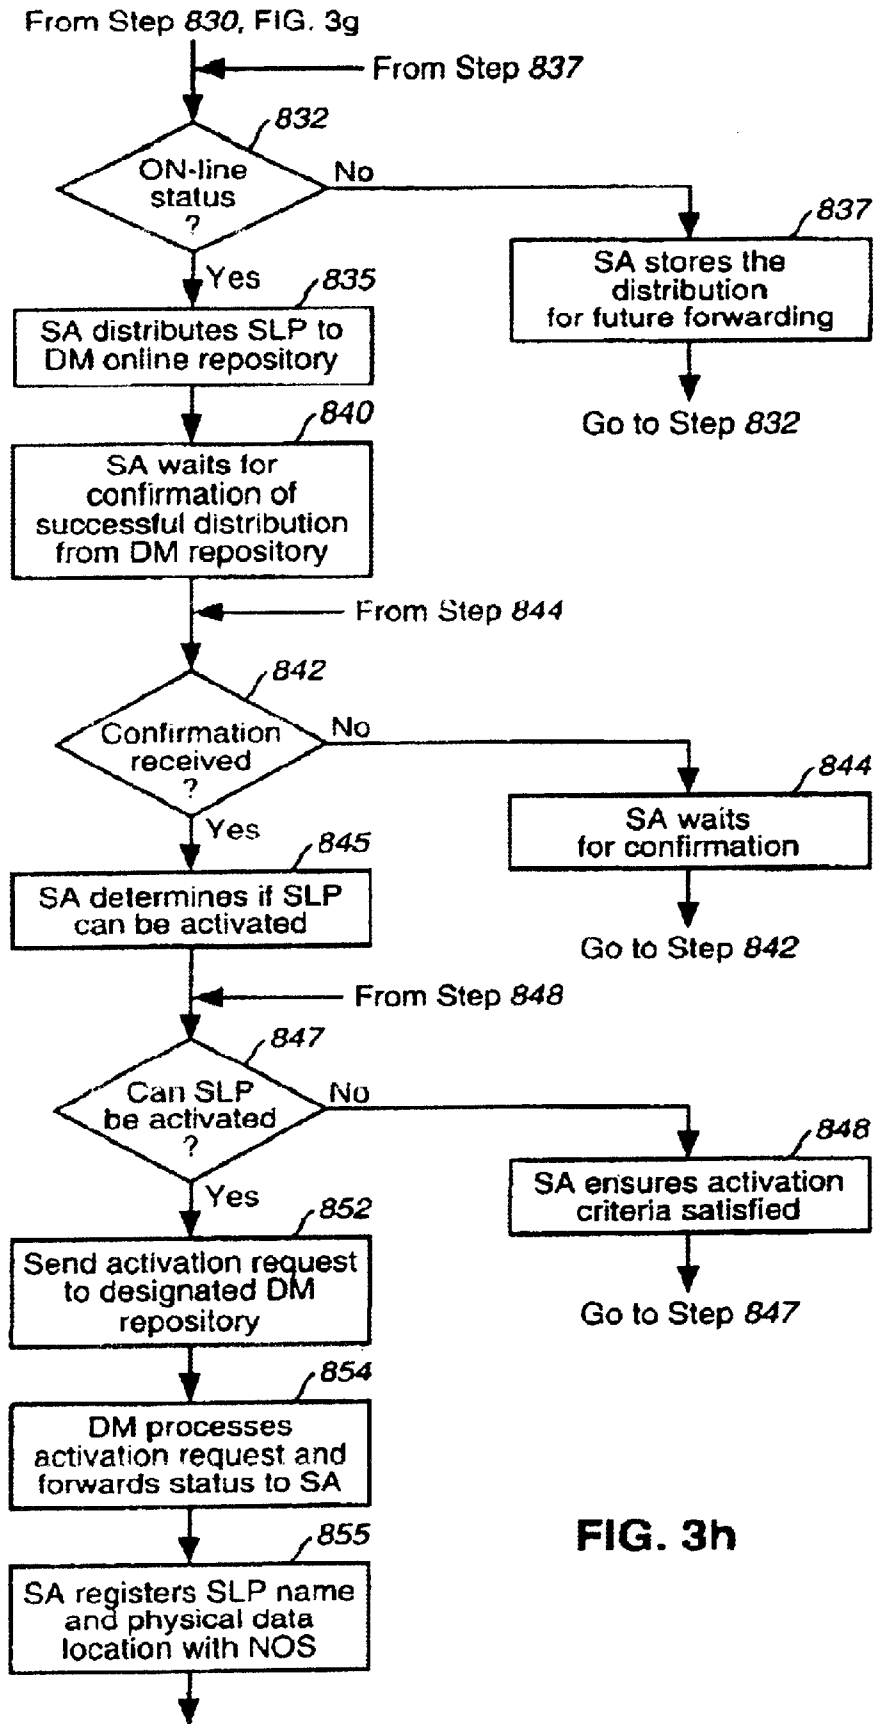 From Step 830, FIG. 3g
From Step 837
832
ON-line
status
?
No
Yes
837
SA stores the
distribution
for future forwarding
Go to Step 832
835
SA distributes SLP to
DM online repository
840
SA waits for
confirmation of
successful distribution
from DM repository
From Step 844
842
Confirmation
received
?
No
Yes
844
SA waits
for confirmation
Go to Step 842
845
SA determines if SLP
can be activated
From Step 848
847
Can SLP
be activated
?
No
Yes
848
SA ensures activation
criteria satisfied
Go to Step 847
852
Send activation request
to designated DM
repository
854
DM processes
activation request and
forwards status to SA
855
SA registers SLP name
and physical data
location with NOS
FIG. 3h